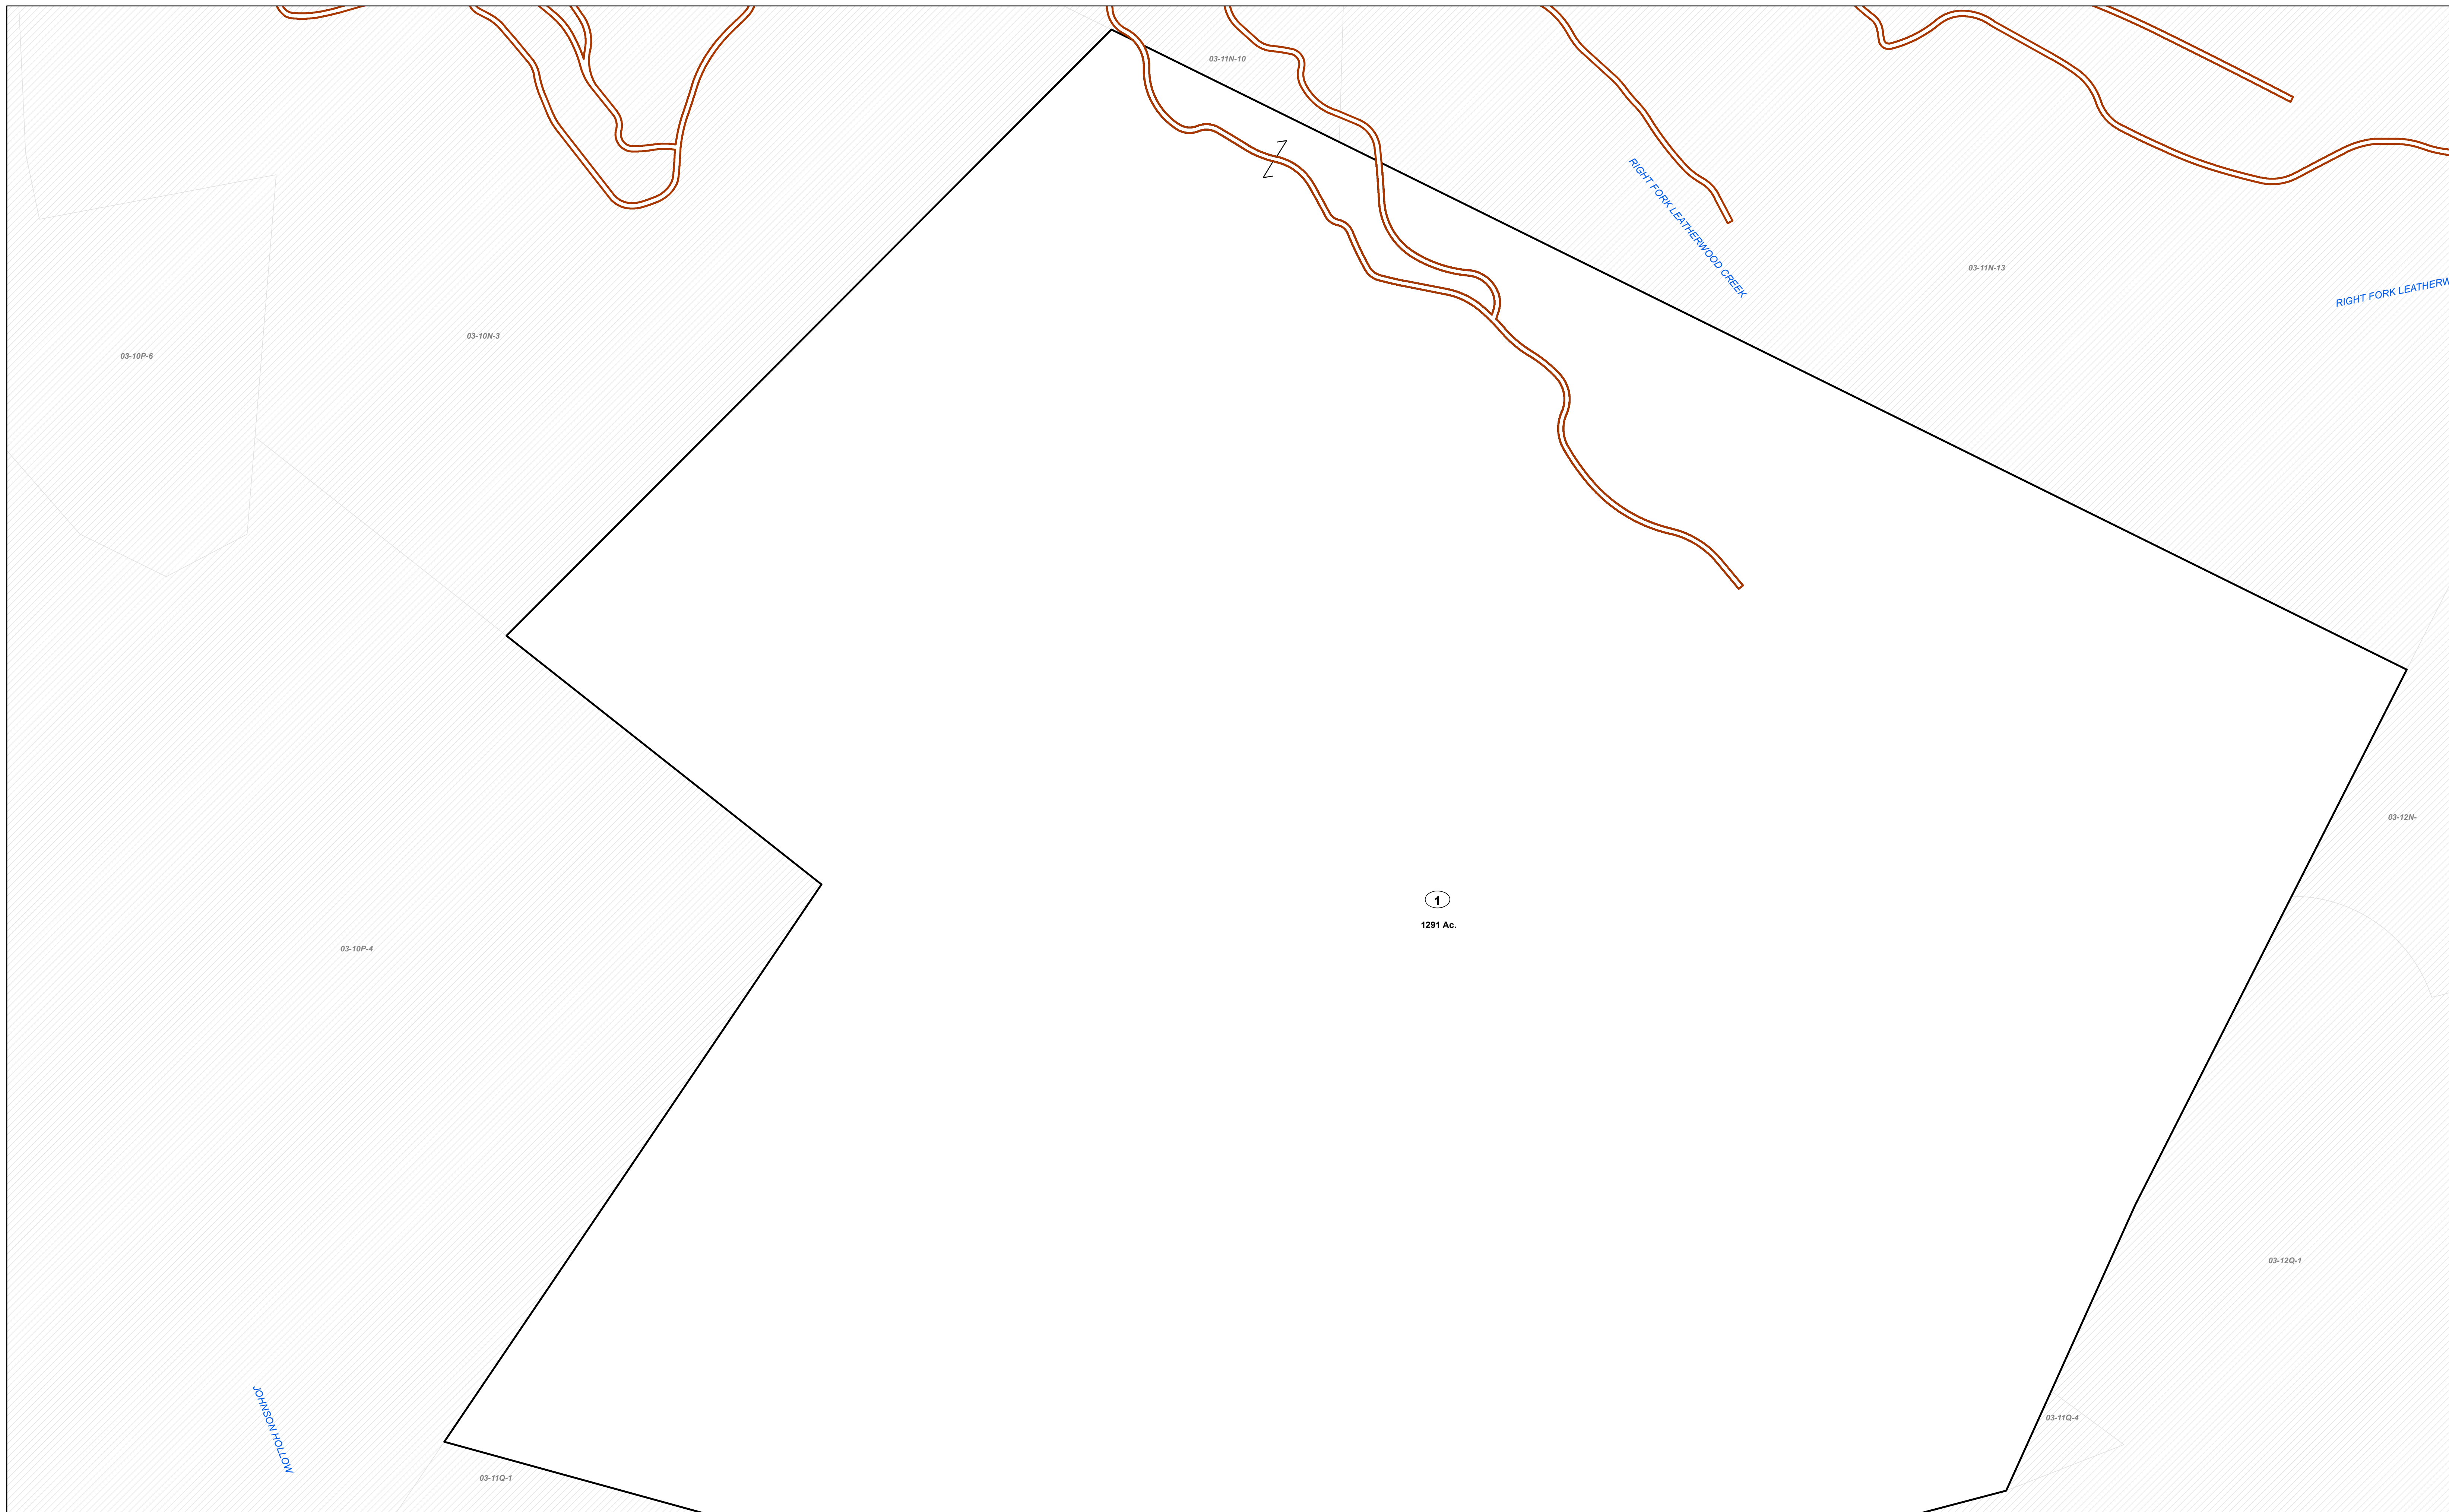 03-11N-10
RIGHT FORK LEATHERWOOD CREEK
03-11N-13
RIGHT FORK LEATHERW
03-10N-3
03-10P-6
03-12N-
1
1291 Ac.
03-10P-4
03-12Q-1
03-11Q-4
JOHNSON HOLLOW
03-11Q-1